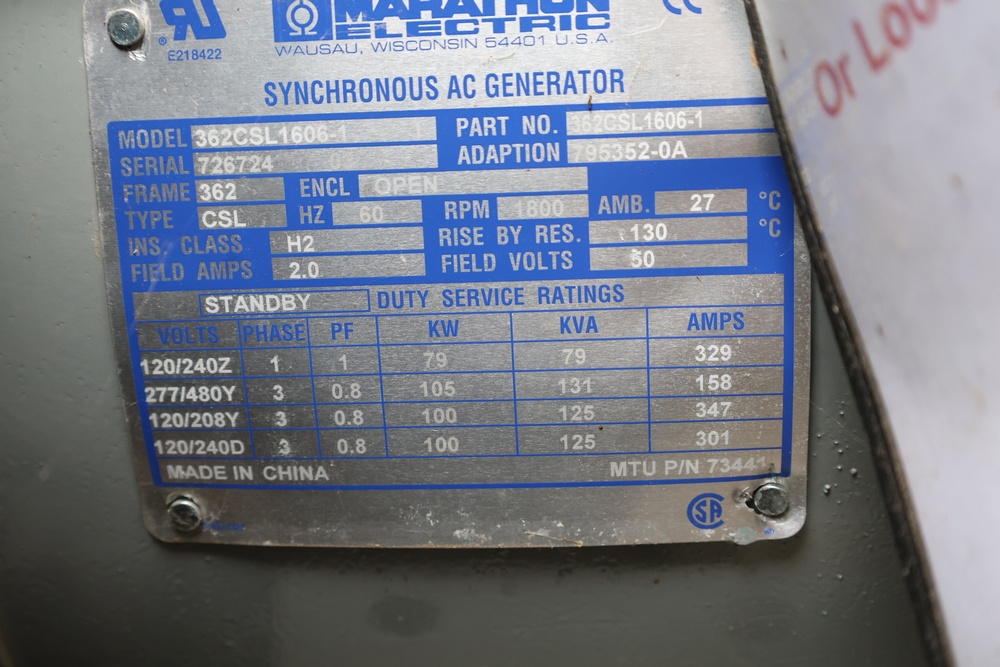 MARATHON
ELECTRIC
E218422
WAUSAU, WISCONSIN 54401 U.S.A.
SYNCHRONOUS AC GENERATOR
MODEL 362CSL1606-1 PART NO. 362CSL1606-1
SERIAL 726724 ADAPTION 795352-0A
FRAME 362 ENCL OPEN
TYPE CSL HZ 60 RPM 1800 AMB. 27 °C
INS. CLASS H2 RISE BY RES. 130 °C
FIELD AMPS 2.0 FIELD VOLTS 50
STANDBY DUTY SERVICE RATINGS
VOLTS PHASE PF KW KVA AMPS
120/240Z 1 1 79 79 329
277/480Y 3 0.8 105 131 158
120/208Y 3 0.8 100 125 347
120/240D 3 0.8 100 125 301
MADE IN CHINA MTU P/N 73441
Or